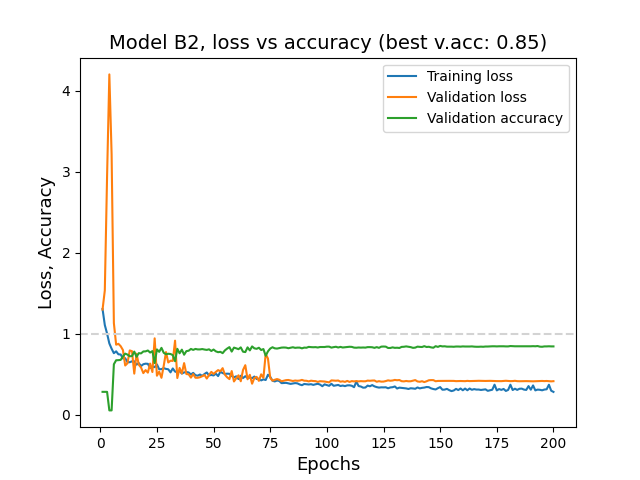 Model B2, loss vs accuracy (best v.acc: 0.85)
Training loss
Validation loss
Validation accuracy
Loss, Accuracy
4
3
2
1
0
0 25 50 75 100 125 150 175 200
Epochs